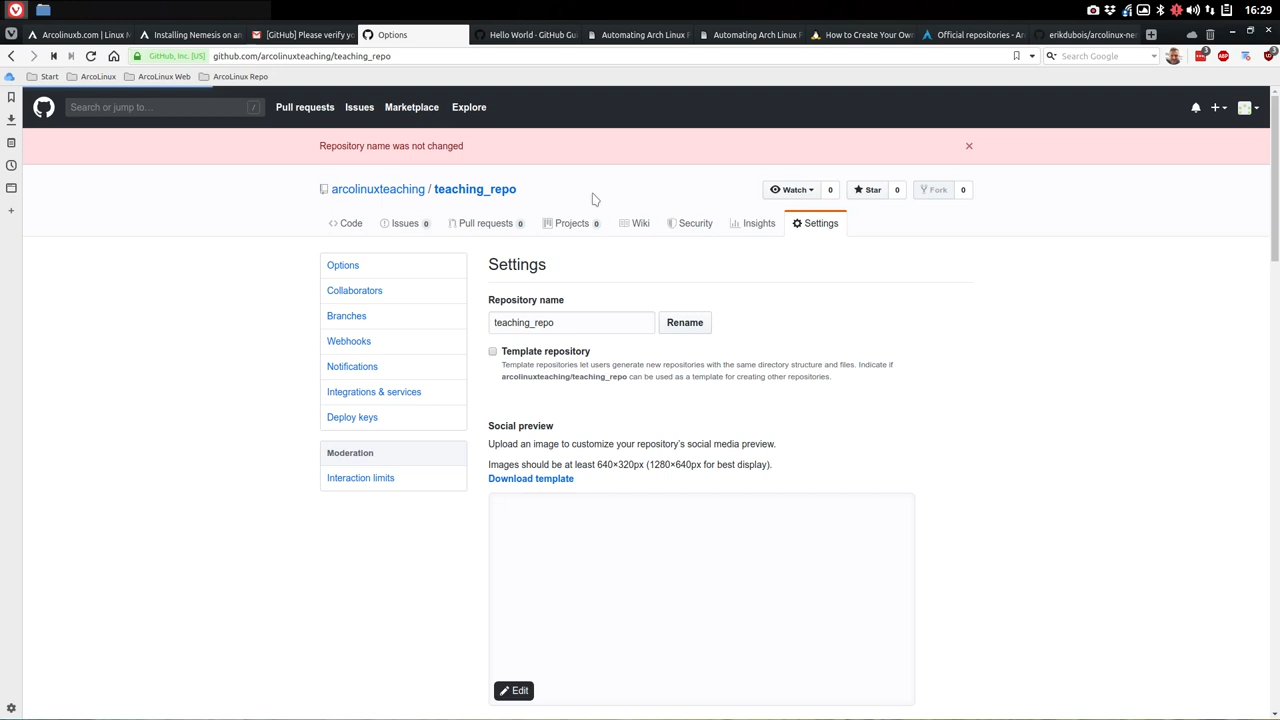 16:29
Arcolinuxb.com | Linux M
Installing Nemesis on an
[GitHub] Please verify yo
Options
Hello World - GitHub Gui
Automating Arch Linux P
Automating Arch Linux P
How to Create Your Own
Official repositories - Ar
erikdubois/arcolinux-ne
GitHub, Inc. [US]
github.com/arcolinuxteaching/teaching_repo
Search Google
Start
ArcoLinux
ArcoLinux Web
ArcoLinux Repo
Search or jump to…
/
Pull requests
Issues
Marketplace
Explore
Repository name was not changed
arcolinuxteaching / teaching_repo
Watch
0
Star
0
Fork
0
Code
Issues 0
Pull requests 0
Projects 0
Wiki
Security
Insights
Settings
Options
Collaborators
Branches
Webhooks
Notifications
Integrations & services
Deploy keys
Moderation
Interaction limits
Settings
Repository name
teaching_repo
Rename
Template repository
Template repositories let users generate new repositories with the same directory structure and files. Indicate if
arcolinuxteaching/teaching_repo can be used as a template for creating other repositories.
Social preview
Upload an image to customize your repository's social media preview.
Images should be at least 640×320px (1280×640px for best display).
Download template
Edit